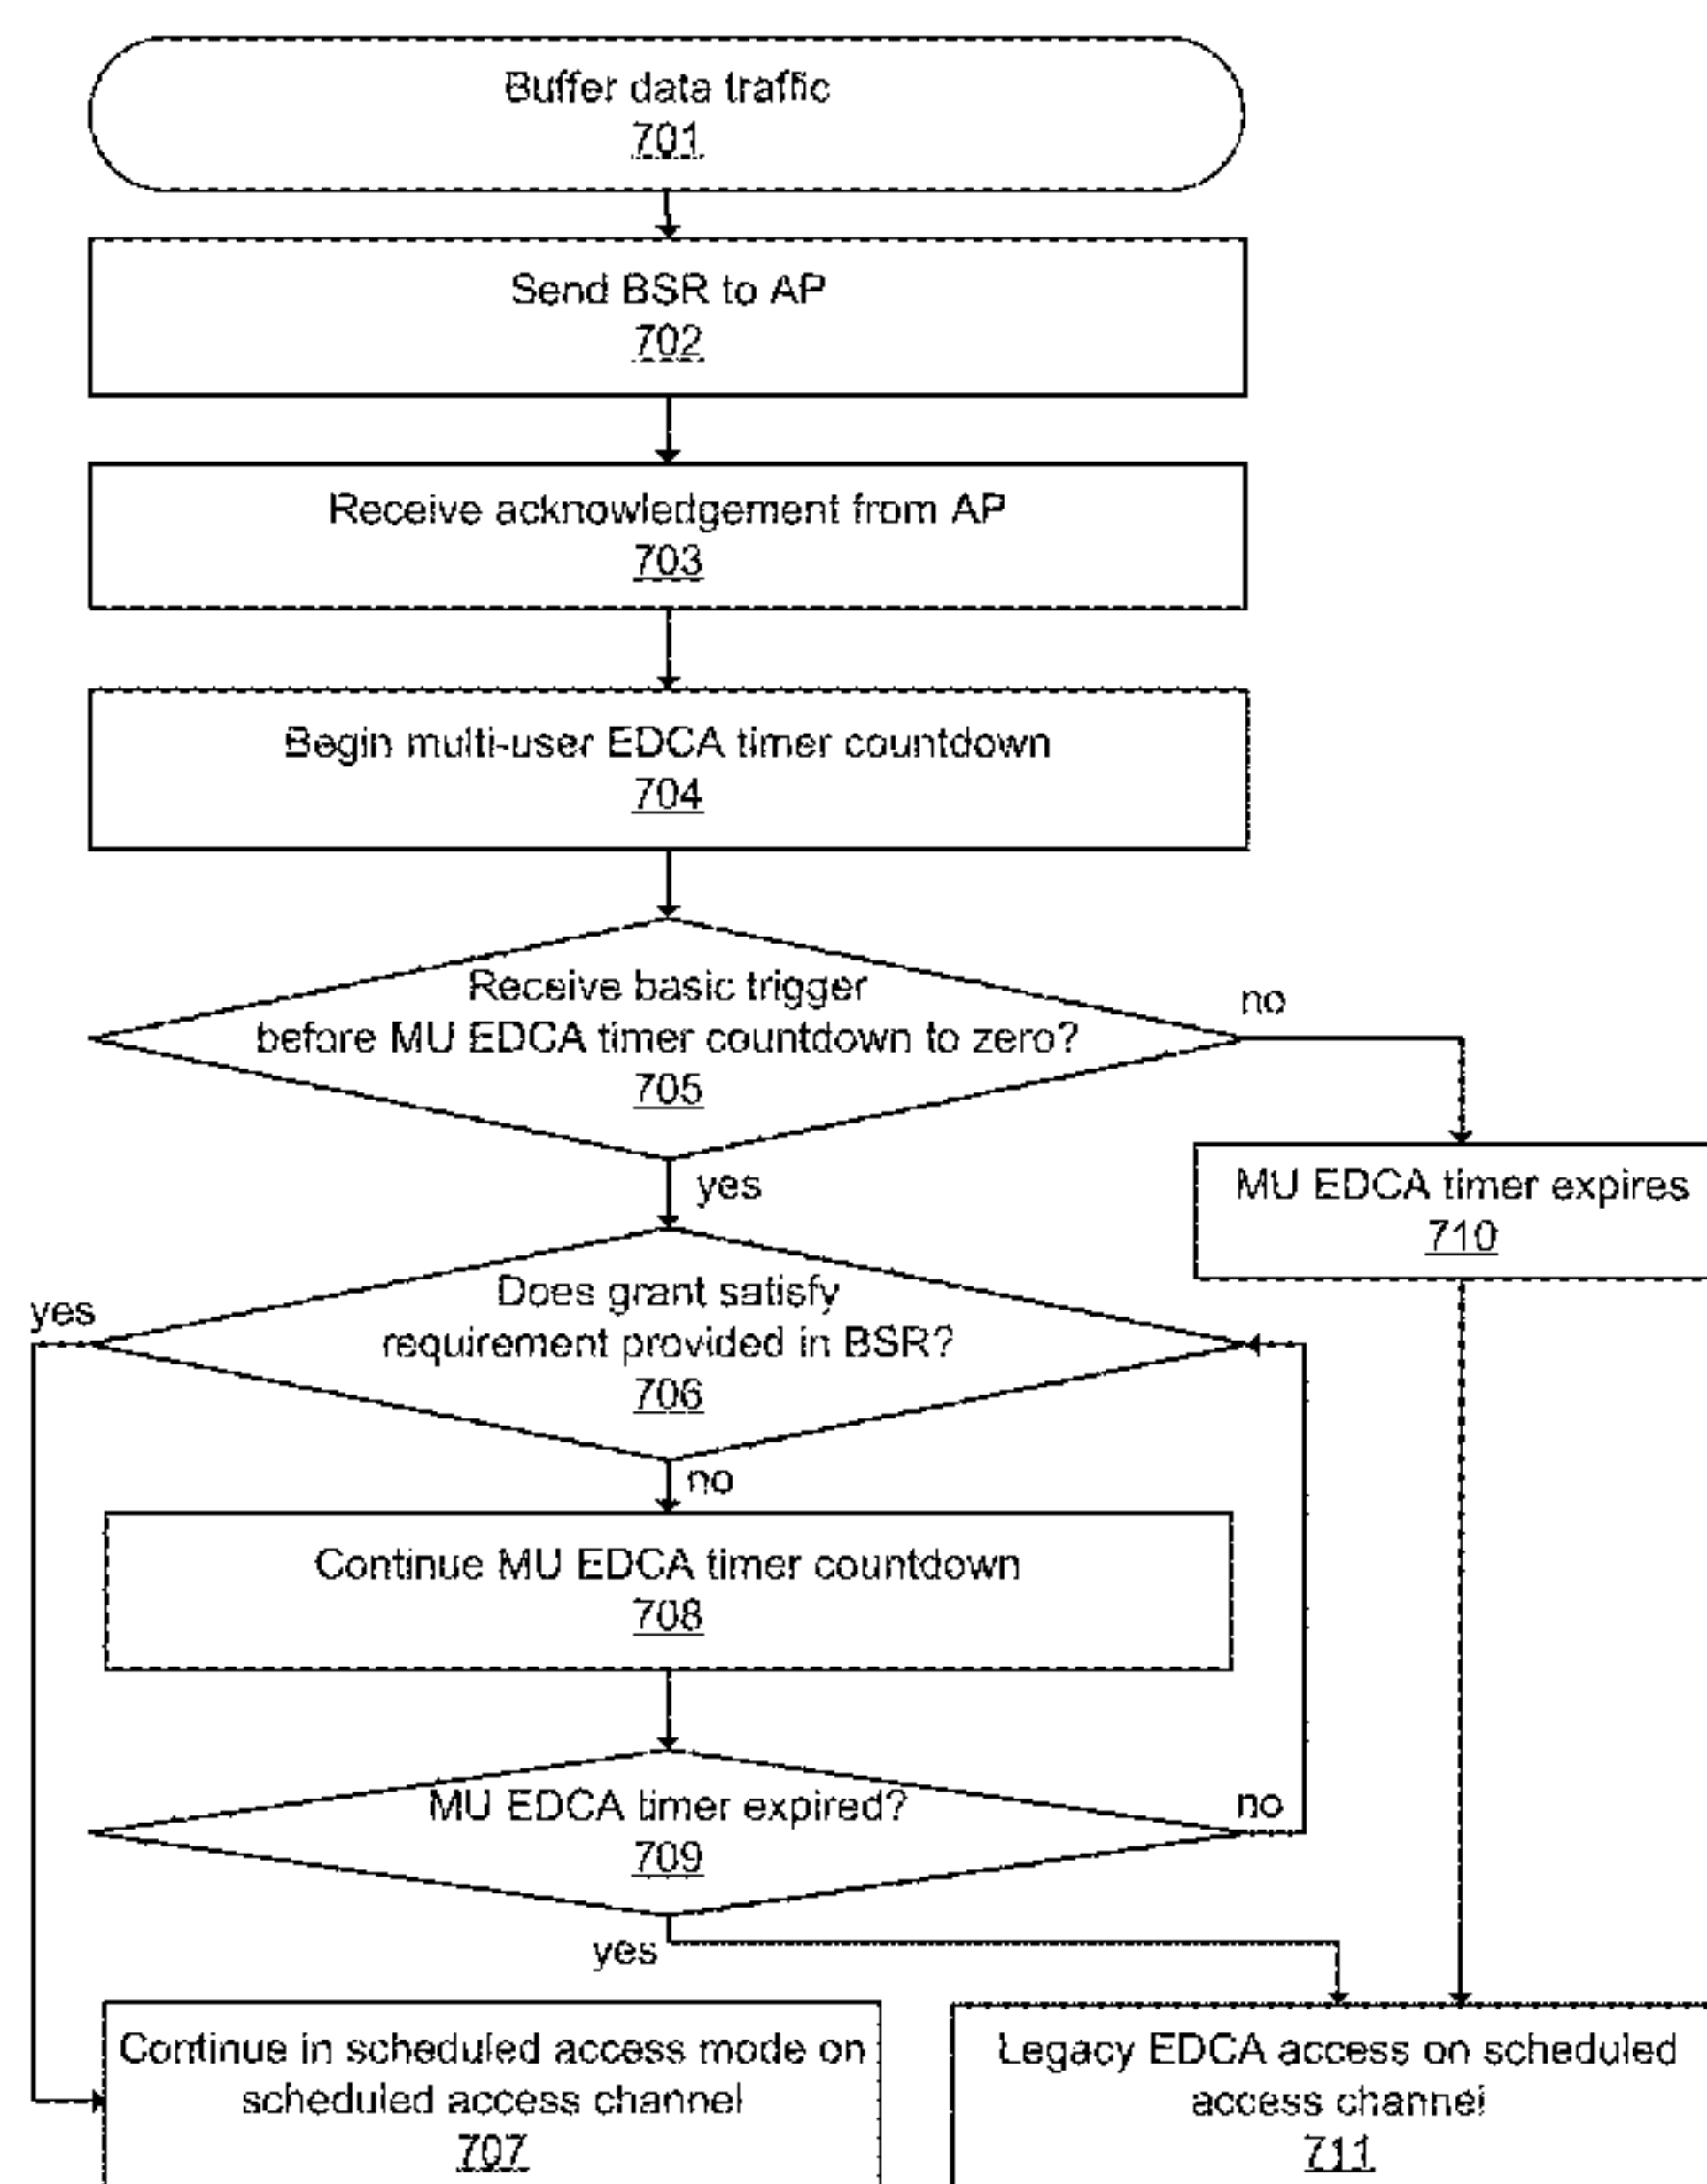 Buffer data traffic
701
Send BSR to AP
702
Receive acknowledgement from AP
703
Begin multi-user EDCA timer countdown
704
Receive basic trigger
before MU EDCA timer countdown to zero?
705
no
yes
MU EDCA timer expires
710
Does grant satisfy
requirement provided in BSR?
706
yes
no
Continue MU EDCA timer countdown
708
MU EDCA timer expired?
709
no
yes
Continue in scheduled access mode on
scheduled access channel
707
Legacy EDCA access on scheduled
access channel
711